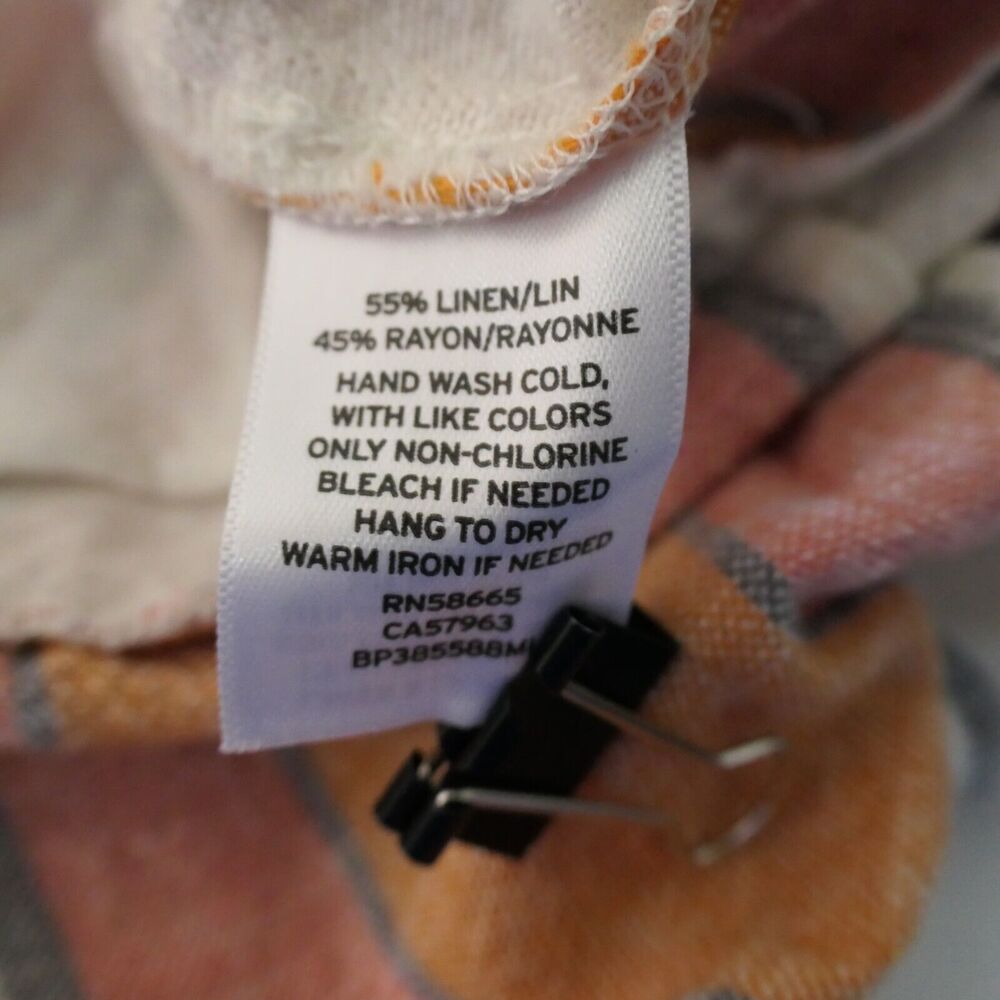 55% LINEN/LIN
45% RAYON/RAYONNE
HAND WASH COLD,
WITH LIKE COLORS
ONLY NON-CHLORINE
BLEACH IF NEEDED
HANG TO DRY
WARM IRON IF NEEDED
RN58665
CA57963